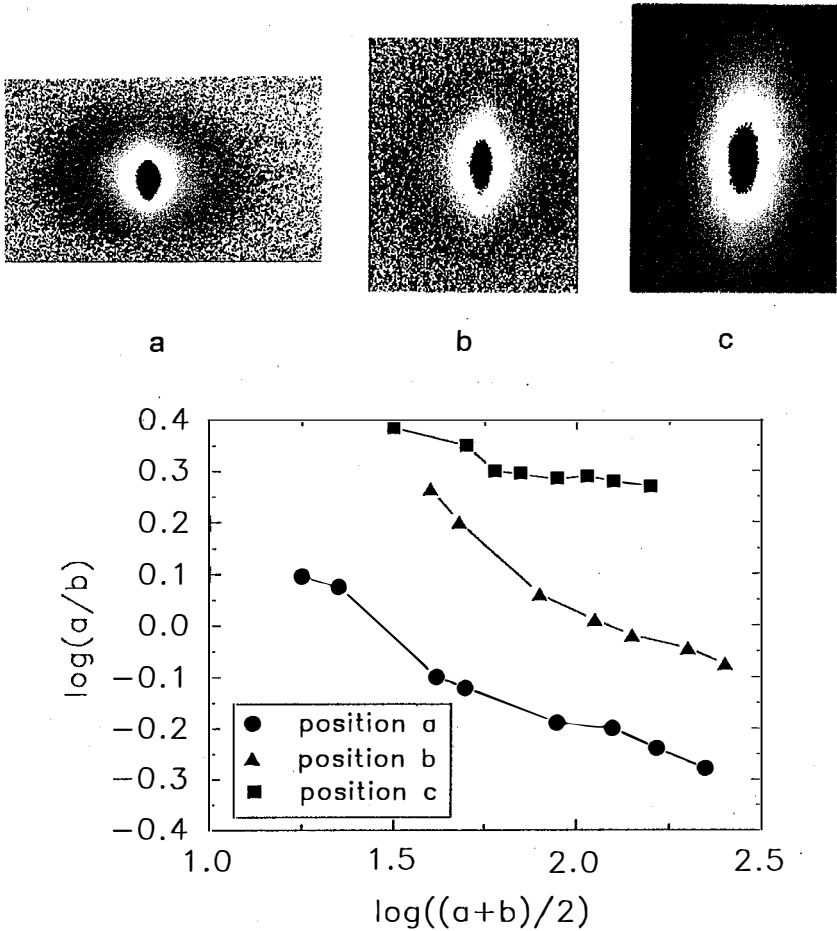 a b c
0.4
0.3
0.2
0.1
0.0
−0.1
−0.2
−0.3
−0.4
log(a/b)
position a
position b
position c
1.0 1.5 2.0 2.5
log((a+b)/2)